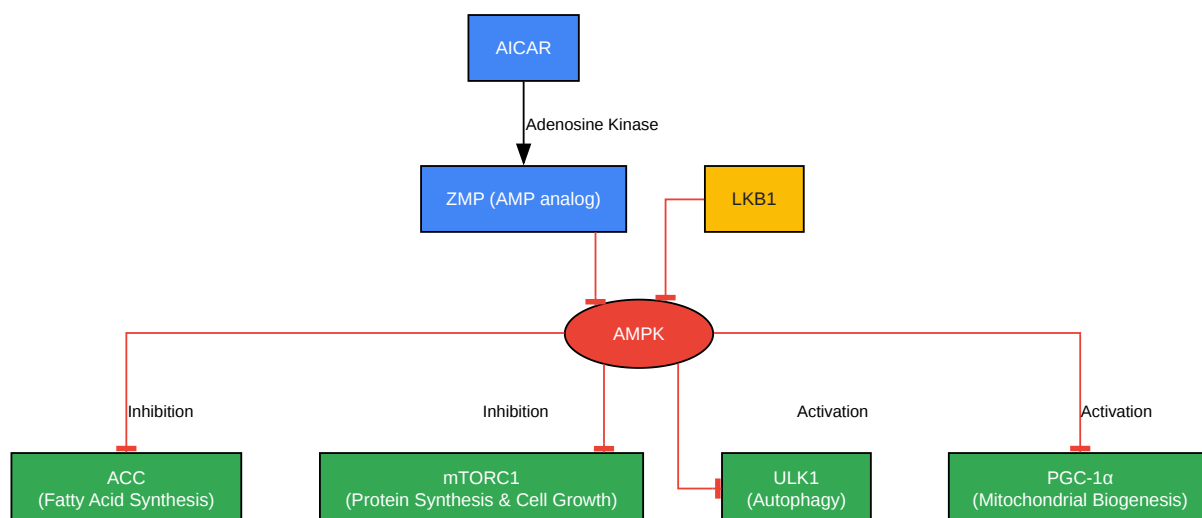 AICAR
Adenosine Kinase
ZMP (AMP analog)
LKB1
AMPK
Inhibition
Inhibition
Activation
Activation
ACC
(Fatty Acid Synthesis)
mTORC1
(Protein Synthesis & Cell Growth)
ULK1
(Autophagy)
PGC-1α
(Mitochondrial Biogenesis)